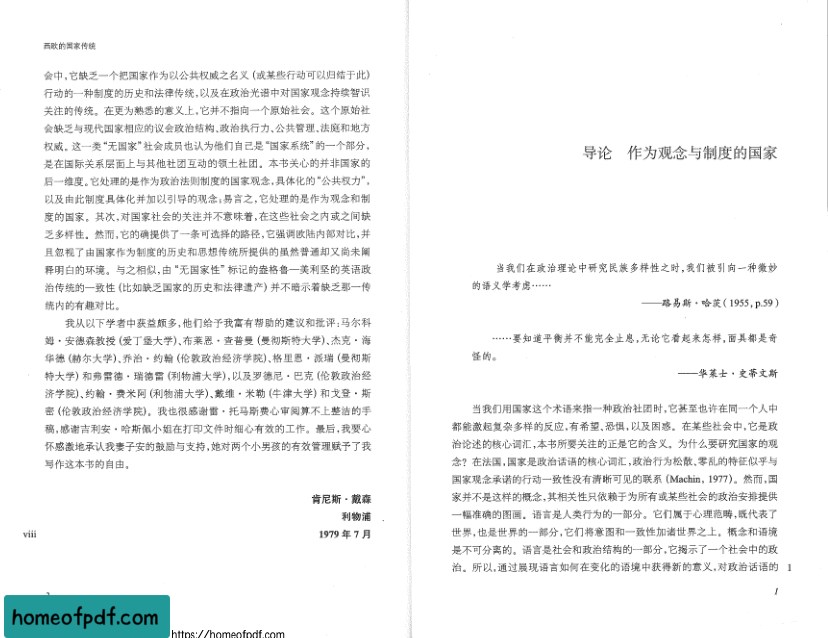 西欧的国家传统
会中，它缺乏一个把国家作为以公共权威之名义（或某些行动可以归结于此）
行动的一种制度的历史和法律传统，以及在政治光谱中对国家观念持续智识
关注的传统。在更为熟悉的意义上，它并不指向一个原始社会。这个原始社
会缺乏与现代国家相应的议会政治结构、政治执行力、公共管理、法庭和地方
权威。这一类“无国家”社会成员也认为他们自己是“国家系统”的一个部分，
是在国际关系层面上与其他社团互动的领土社团。本书关心的并非国家的
后一维度。它处理的是作为政治法则制度的国家观念，具体化的“公共权力”，
以及由此制度具体化并加以引导的观念；易言之，它处理的是作为观念和制
度的国家。其次，对国家社会的关注并不意味着，在这些社会之内或之间缺
乏多样性。然而，它的确提供了一条可选择的路径，它强调欧陆内部对比，并
且忽视了由国家作为制度的历史和思想传统所提供的虽然普通却又尚未阐
释明白的环境。与之相似，由“无国家性”标记的盎格鲁—美利坚的英语政
治传统的一致性（比如缺乏国家的历史和法律遗产）并不暗示着缺乏那一传
统内的有趣对比。
我从以下学者中获益颇多，他们给予我富有帮助的建议和批评：马尔科
姆·安德森教授（爱丁堡大学）、布莱恩·查普曼（曼彻斯特大学）、杰克·海
华德（赫尔大学）、乔治·约翰（伦敦政治经济学院）、格里恩·派瑞（曼彻斯
特大学）和弗雷德·瑞德雷（利物浦大学），以及罗德尼·巴克（伦敦政治经
济学院）、约翰·费米阿（利物浦大学）、戴维·米勒（牛津大学）和戈登·斯
密（伦敦政治经济学院）。我也很感谢雷·托马斯费心审阅算不上整洁的手
稿，感谢吉利安·哈斯佩小姐在打印文件时细心有效的工作。最后，我要心
怀感激地承认我妻子安的鼓励与支持，她对两个小男孩的有效管理赋予了我
写作这本书的自由。
肯尼斯·戴森
利物浦
viii
1979 年 7 月
2
导论 作为观念与制度的国家
当我们在政治理论中研究民族多样性之时，我们被引向一种微妙
的语义学考虑……
——路易斯·哈茨（1955，p.59）
……要知道平衡并不能完全止息，无论它看起来怎样，面具都是奇
怪的。
——华莱士·史蒂文斯
当我们用国家这个术语来指一种政治社团时，它甚至也许在同一个人中
都能激起复杂多样的反应，有希望、恐惧，以及困惑。在某些社会中，它是政
治论述的核心词汇，本书所要关注的正是它的含义。为什么要研究国家的观
念？在法国，国家是政治话语的核心词汇，政治行为松散、零乱的特征似乎与
国家观念承诺的行动一致性没有清晰可见的联系（Machin，1977）。然而，国
家并不是这样的概念，其相关性只依赖于为所有或某些社会的政治安排提供
一幅准确的图画。语言是人类行为的一部分。它们属于心理范畴，既代表了
世界，也是世界的一部分，它们将意图和一致性加诸世界之上。概念和语境
是不可分离的。语言是社会和政治结构的一部分，它揭示了一个社会中的政
治。所以，通过展现语言如何在变化的语境中获得新的意义，对政治话语的
1
1
homeofpdf.com
https://homeofpdf.com